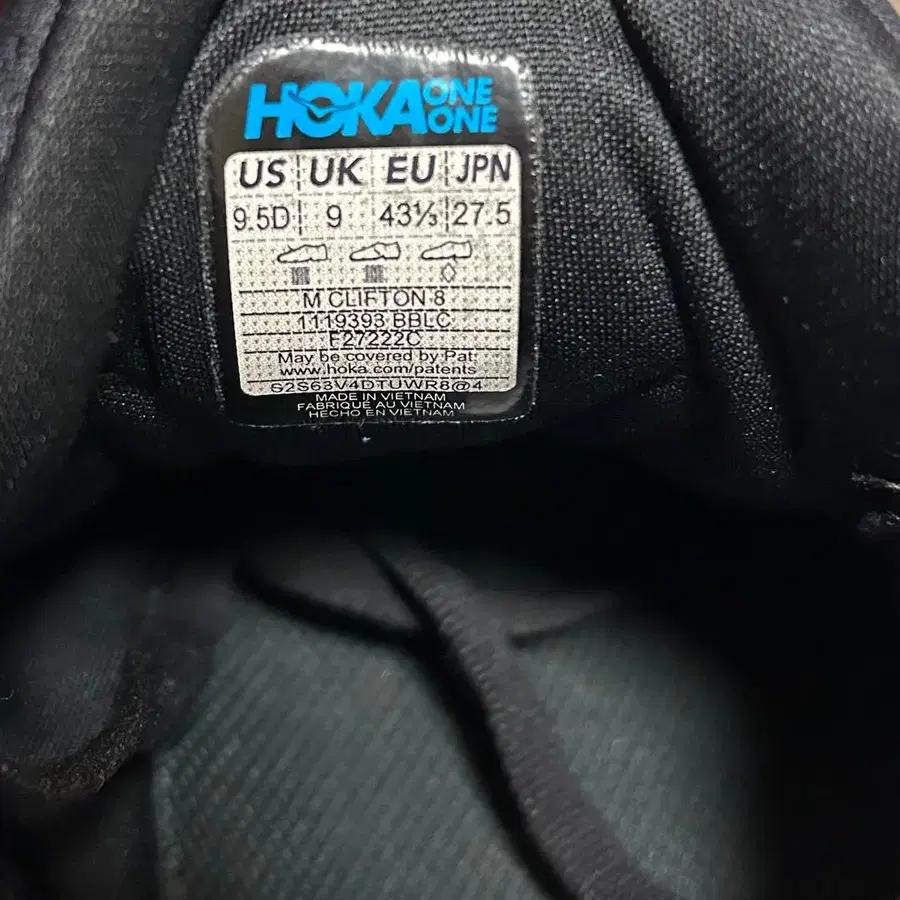 HOKA ONE ONE
US UK EU JPN
9.5D 9 43⅓ 27.5
M CLIFTON 8
1119393 BBLC
F27222C
May be covered by Pat.
www.hoka.com/patents
S2S63V4DTUWR8@4
MADE IN VIETNAM
FABRIQUÉ AU VIETNAM
HECHO EN VIETNAM